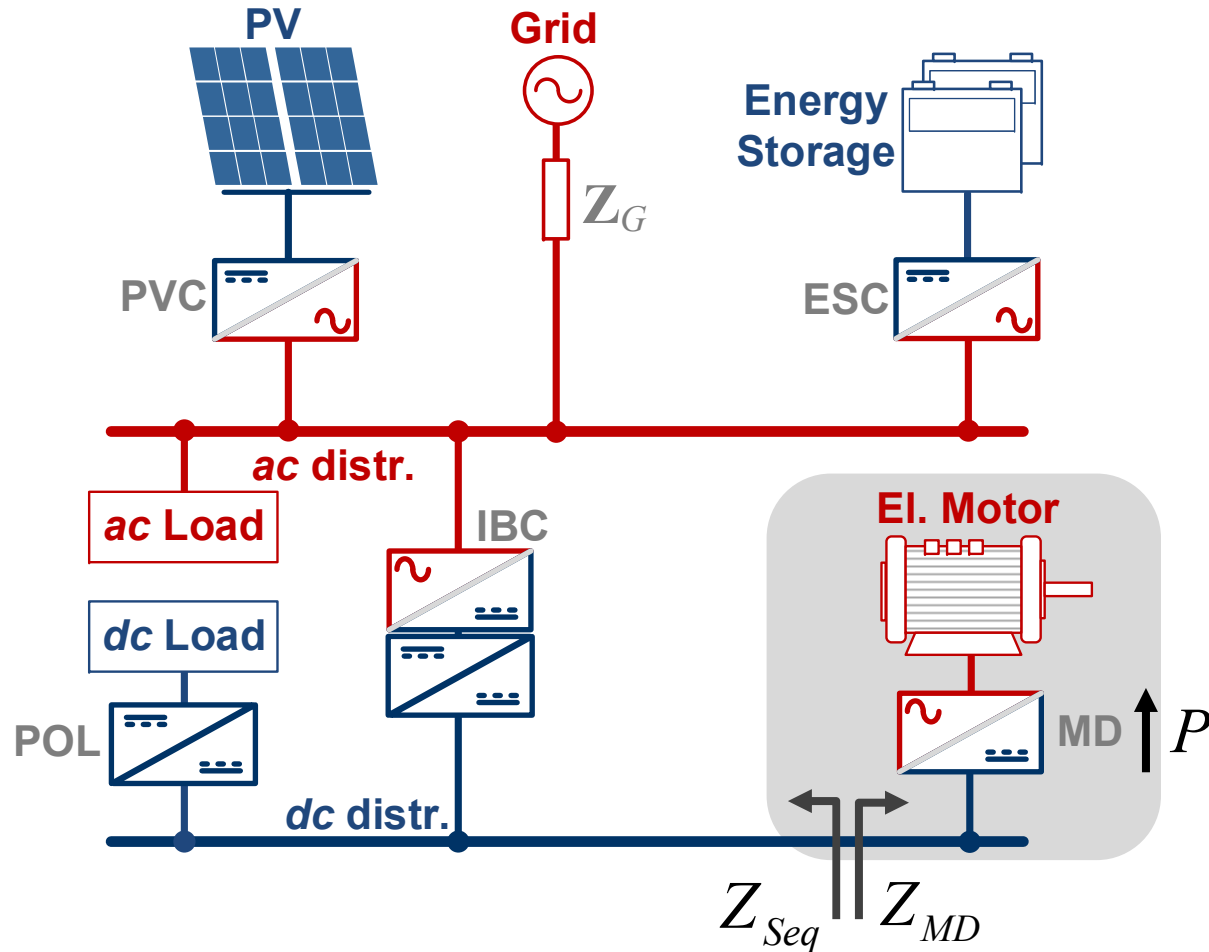 PV
Grid
Energy
Storage
Z_G
PVC
ESC
ac distr.
ac Load
IBC
El. Motor
dc Load
POL
MD
P
dc distr.
Z_Seq
Z_MD